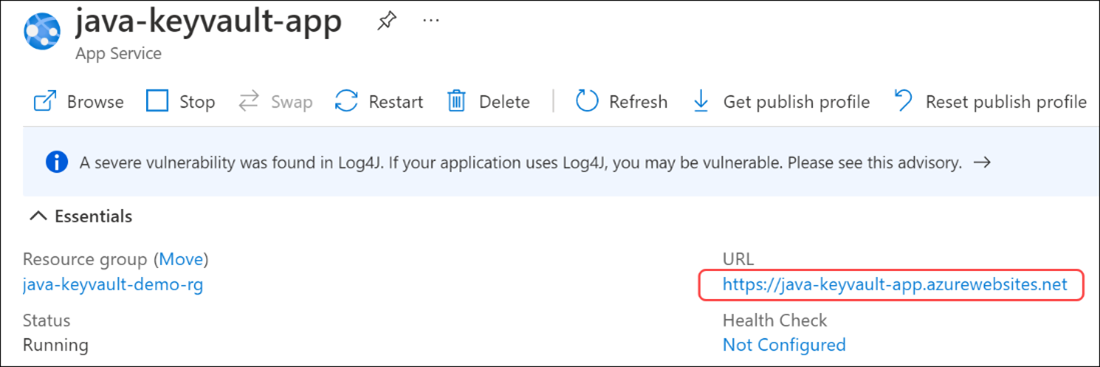 java-keyvault-app
App Service
Browse Stop Swap Restart Delete Refresh Get publish profile Reset publish profile
A severe vulnerability was found in Log4J. If your application uses Log4J, you may be vulnerable. Please see this advisory. →
Essentials
Resource group (Move)
java-keyvault-demo-rg
Status
Running
URL
https://java-keyvault-app.azurewebsites.net
Health Check
Not Configured